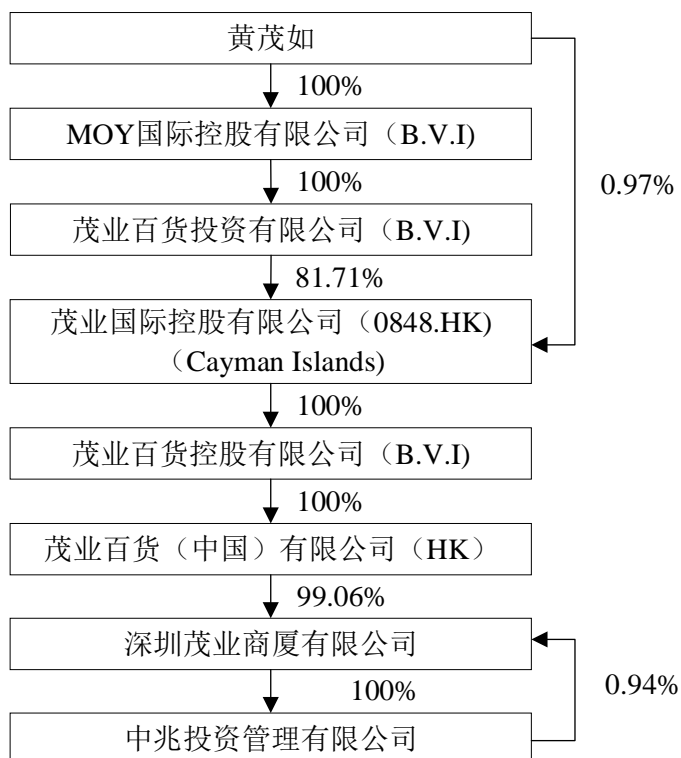 黄茂如
100%
MOY国际控股有限公司（B.V.I)
100%
0.97%
茂业百货投资有限公司（B.V.I)
81.71%
茂业国际控股有限公司（0848.HK)
（Cayman Islands)
100%
茂业百货控股有限公司（B.V.I)
100%
茂业百货（中国）有限公司（HK）
99.06%
深圳茂业商厦有限公司
100%
0.94%
中兆投资管理有限公司